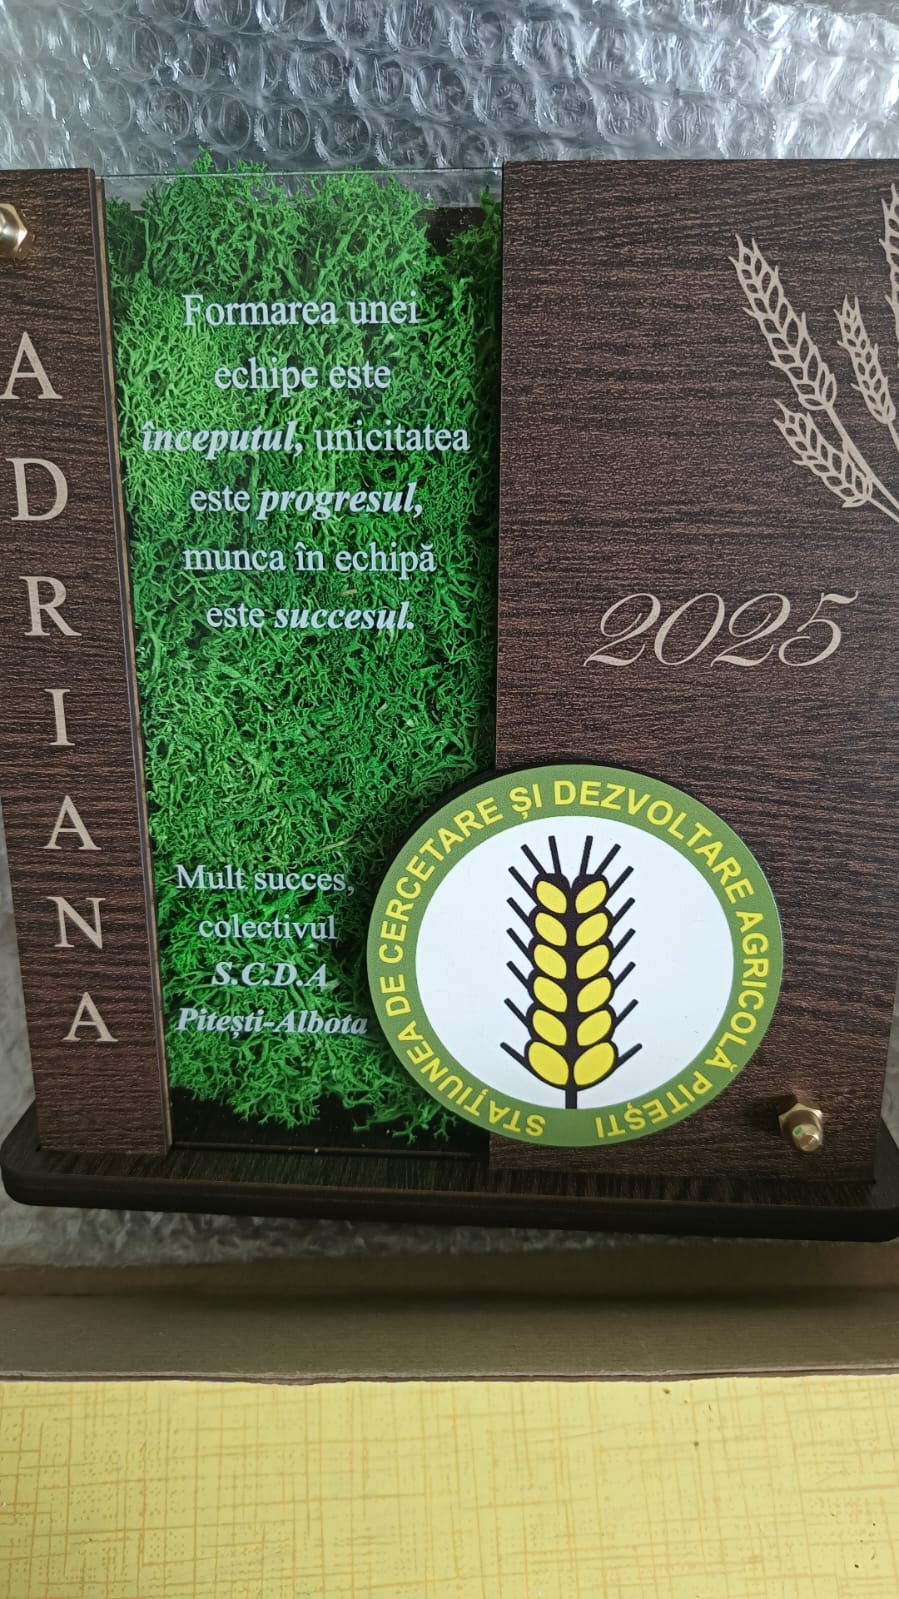 ADRIANA
Formarea unei
echipe este
începutul, unicitatea
este progresul,
munca în echipă
este succesul.
Mult succes,
colectivul
S.C.D.A
Pitești-Albota
2025
STAȚIUNEA DE CERCETARE ȘI DEZVOLTARE AGRICOLĂ PITEȘTI